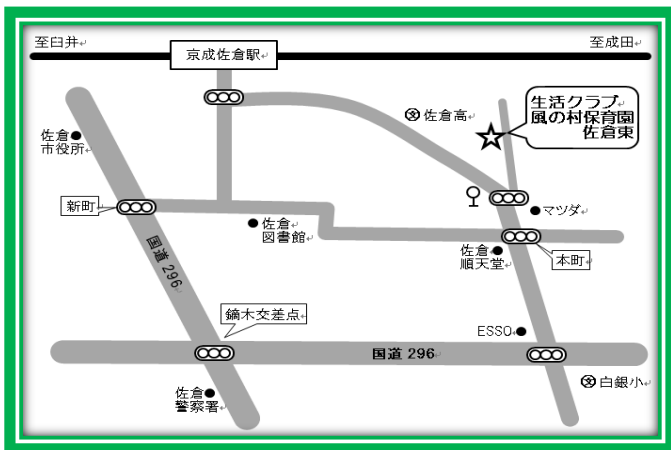 至臼井
至成田
京成佐倉駅
生活クラブ
風の村保育園
佐倉東
佐倉高
佐倉
市役所
新町
マツダ
佐倉
図書館
佐倉
順天堂
本町
国道 296
鏑木交差点
ESSO
国道 296
白銀小
佐倉
警察署